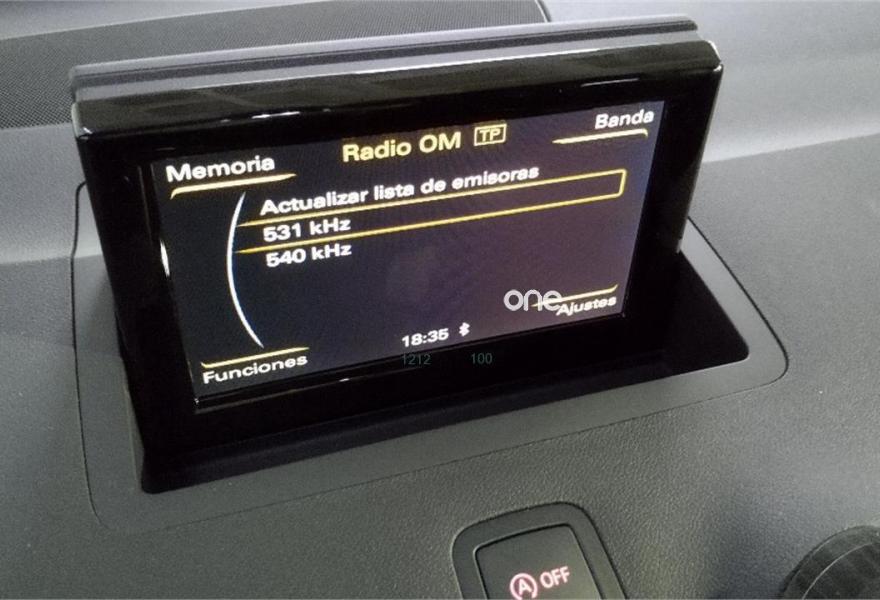 Memoria
Radio OM TP
Banda
Actualizar lista de emisoras
531 kHz
540 kHz
one
Ajustes
18:35
Funciones
1212 100
A OFF